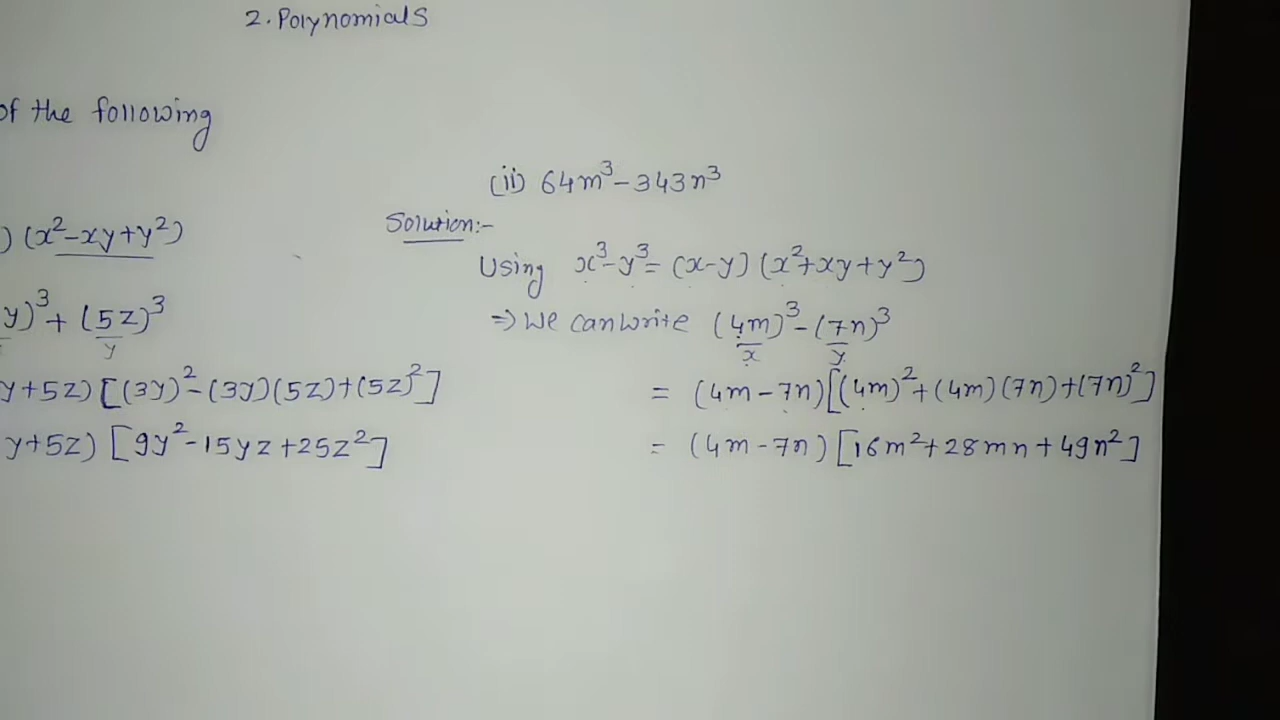 2. Polynomials
of the following
) (x²-xy+y²)
y)³ + (5z)³
y
y+5z) [(3y)² - (3y)(5z) + (5z)²]
y+5z) [9y² - 15yz + 25z²]
(ii) 64m³ - 343n³
Solution:-
Using x³-y³ = (x-y) (x²+xy+y²)
⇒ We can write (4m)³ - (7n)³
x y
= (4m - 7n) [(4m)² + (4m) (7n) + (7n)²]
= (4m - 7n) [16m² + 28mn + 49n²]